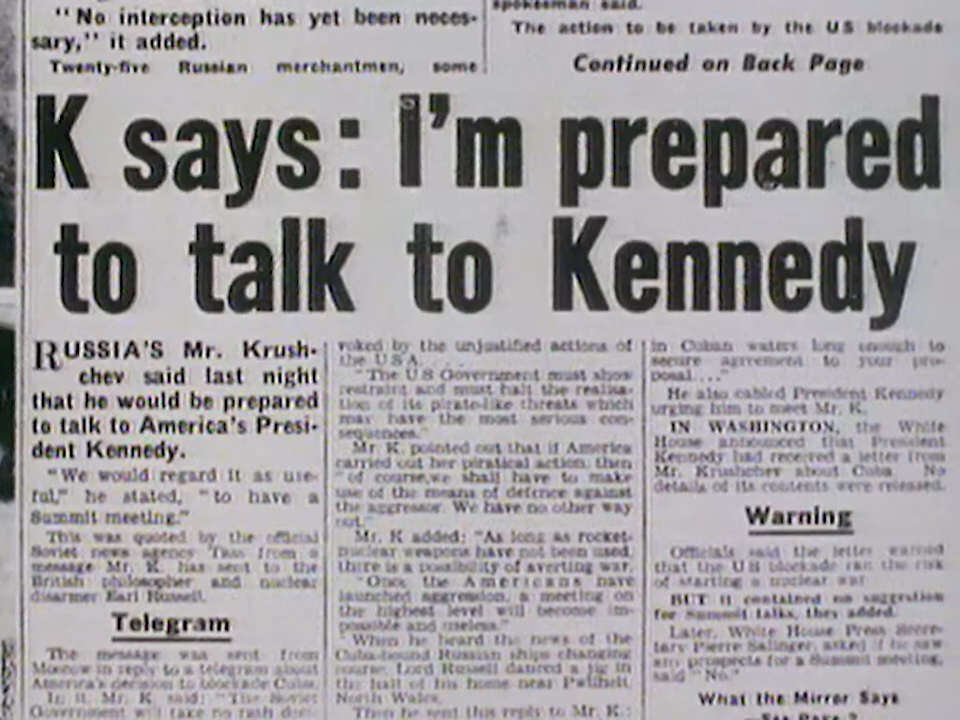 "No interception has yet been neces-
sary," it added.
Twenty-five Russian merchantmen, some
spokesman said.
The action to be taken by the US blockade
Continued on Back Page
K says: I'm prepared
to talk to Kennedy
RUSSIA'S Mr. Krush-
chev said last night
that he would be prepared
to talk to America's Presi-
dent Kennedy.
"We would regard it as use-
ful," he stated, "to have a
Summit meeting."
This was quoted by the official
Soviet news agency Tass from a
message Mr. K. has sent to the
British philosopher and nuclear
disarmer Earl Russell.
Telegram
The message was sent from
Moscow in reply to a telegram about
America's decision to blockade Cuba.
In it, Mr. K. said: "The Soviet
Government will take no rash
voked by the unjustified actions of
the USA.
"The US Government must show
restraint and must halt the realisa-
tion of its pirate-like threats which
may have the most serious con-
sequences."
Mr. K. pointed out that if America
carried out her piratical action, then
"of course, we shall have to make
use of the means of defence against
the aggressor. We have no other way
out."
Mr. K added: "As long as rocket-
nuclear weapons have not been used,
there is a possibility of averting war.
"Once the Americans have
launched aggression, a meeting on
the highest level will become im-
possible and useless."
When he heard the news of the
Cuba-bound Russian ships changing
course, Lord Russell danced a jig in
the hall of his home near Pwllheli,
North Wales.
Then he sent this reply to Mr. K.:
in Cuban waters long enough to
secure agreement to your pro-
posal...."
He also cabled President Kennedy
urging him to meet Mr. K.
IN WASHINGTON, the White
House announced that President
Kennedy had received a letter from
Mr. Krushchev about Cuba. No
details of its contents were released.
Warning
Officials said the letter warned
that the US blockade ran the risk
of starting a nuclear war
BUT it contained no suggestion
for Summit talks, they added.
Later, White House Press Secre-
tary Pierre Salinger, asked if he saw
any prospects for a Summit meeting,
said "No."
What the Mirror Says
—See Page 2